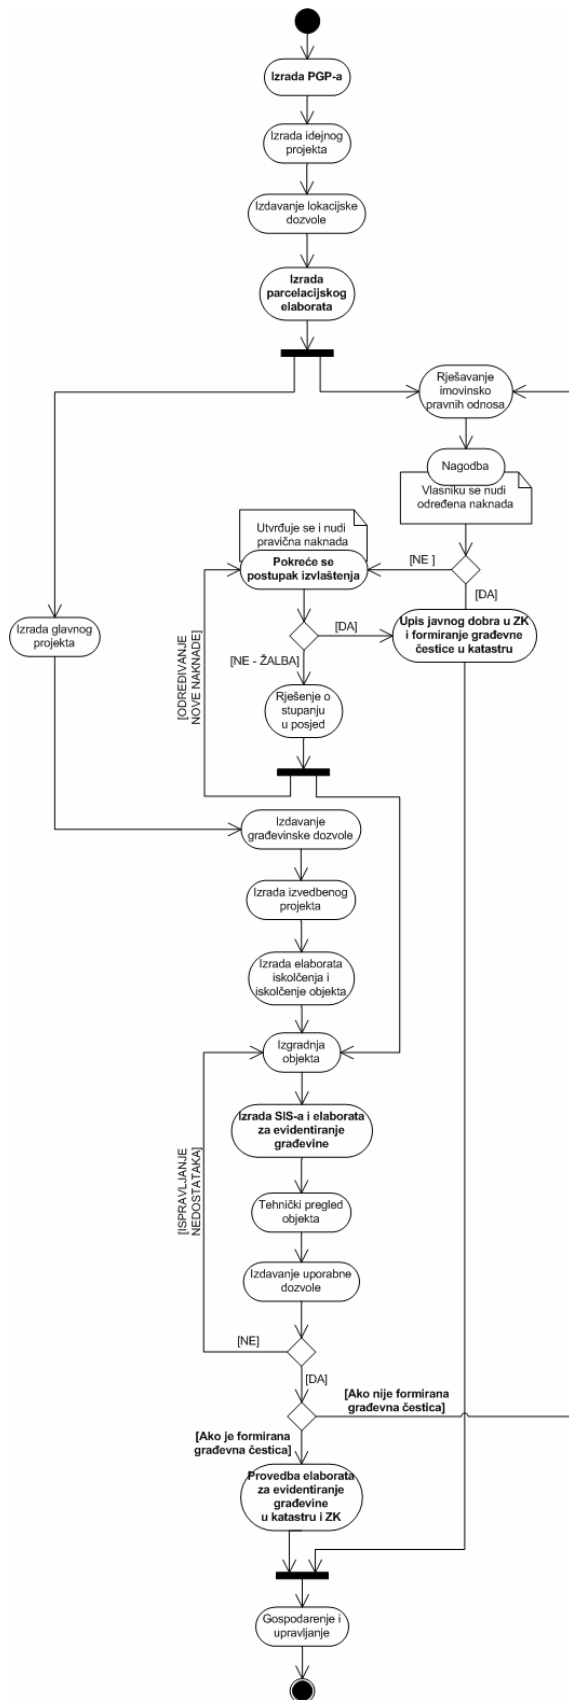 Izrada PGP-a
Izrada idejnog
projekta
Izdavanje lokacijske
dozvole
Izrada
parcelacijskog
elaborata
Rješavanje
imovinsko
pravnih odnosa
Nagodba
Vlasniku se nudi
određena naknada
Utvrđuje se i nudi
pravična naknada
Pokreće se
postupak izvlaštenja
[NE ]
[DA]
Izrada glavnog
projekta
[ODREĐIVANJE
NOVE NAKNADE]
[DA]
Upis javnog dobra u ZK
i formiranje građevne
čestice u katastru
[NE - ŽALBA]
Rješenje o
stupanju
u posjed
Izdavanje
građevinske dozvole
Izrada izvedbenog
projekta
Izrada elaborata
iskolčenja i
iskolčenje objekta
Izgradnja
objekta
Izrada SIS-a i elaborata
za evidentiranje
građevine
[ISPRAVLJANJE
NEDOSTATAKA]
Tehnički pregled
objekta
Izdavanje uporabne
dozvole
[NE]
[DA]
[Ako nije formirana
građevna čestica]
[Ako je formirana
građevna čestica]
Provedba elaborata
za evidentiranje
građevine
u katastru i ZK
Gospodarenje i
upravljanje